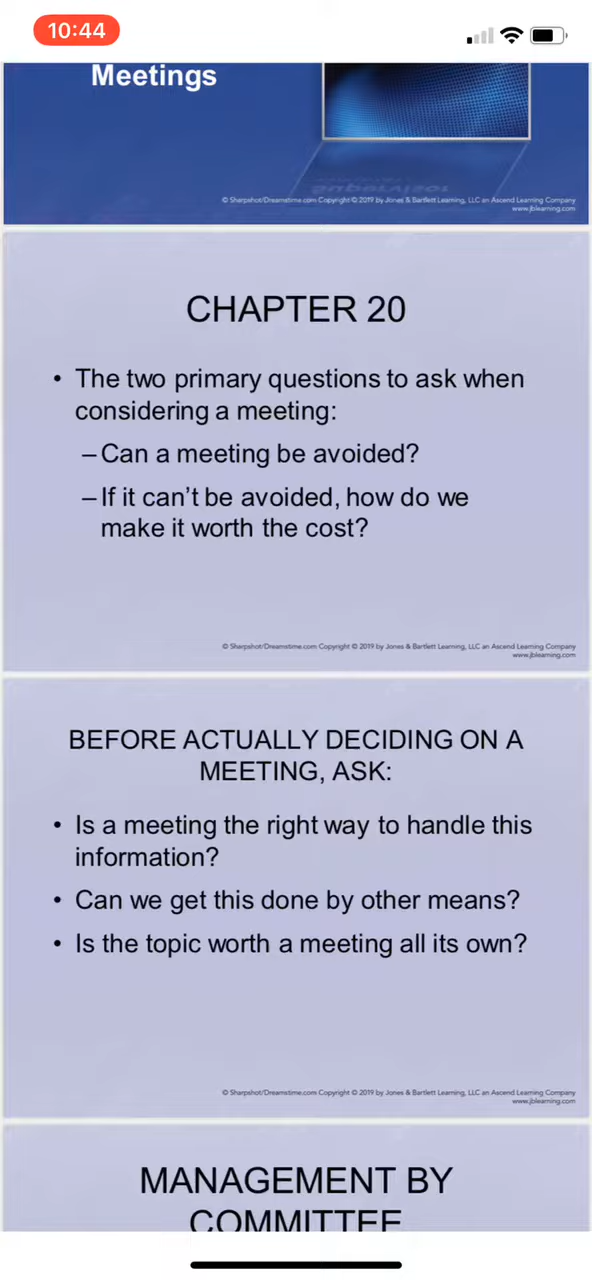 10:44
Meetings
© Sharpshot/Dreamstime.com Copyright © 2019 by Jones & Bartlett Learning, LLC an Ascend Learning Company
www.jblearning.com
CHAPTER 20
• The two primary questions to ask when
considering a meeting:
– Can a meeting be avoided?
– If it can't be avoided, how do we
make it worth the cost?
© Sharpshot/Dreamstime.com Copyright © 2019 by Jones & Bartlett Learning, LLC an Ascend Learning Company
www.jblearning.com
BEFORE ACTUALLY DECIDING ON A
MEETING, ASK:
• Is a meeting the right way to handle this
information?
• Can we get this done by other means?
• Is the topic worth a meeting all its own?
© Sharpshot/Dreamstime.com Copyright © 2019 by Jones & Bartlett Learning, LLC an Ascend Learning Company
www.jblearning.com
MANAGEMENT BY
COMMITTEE